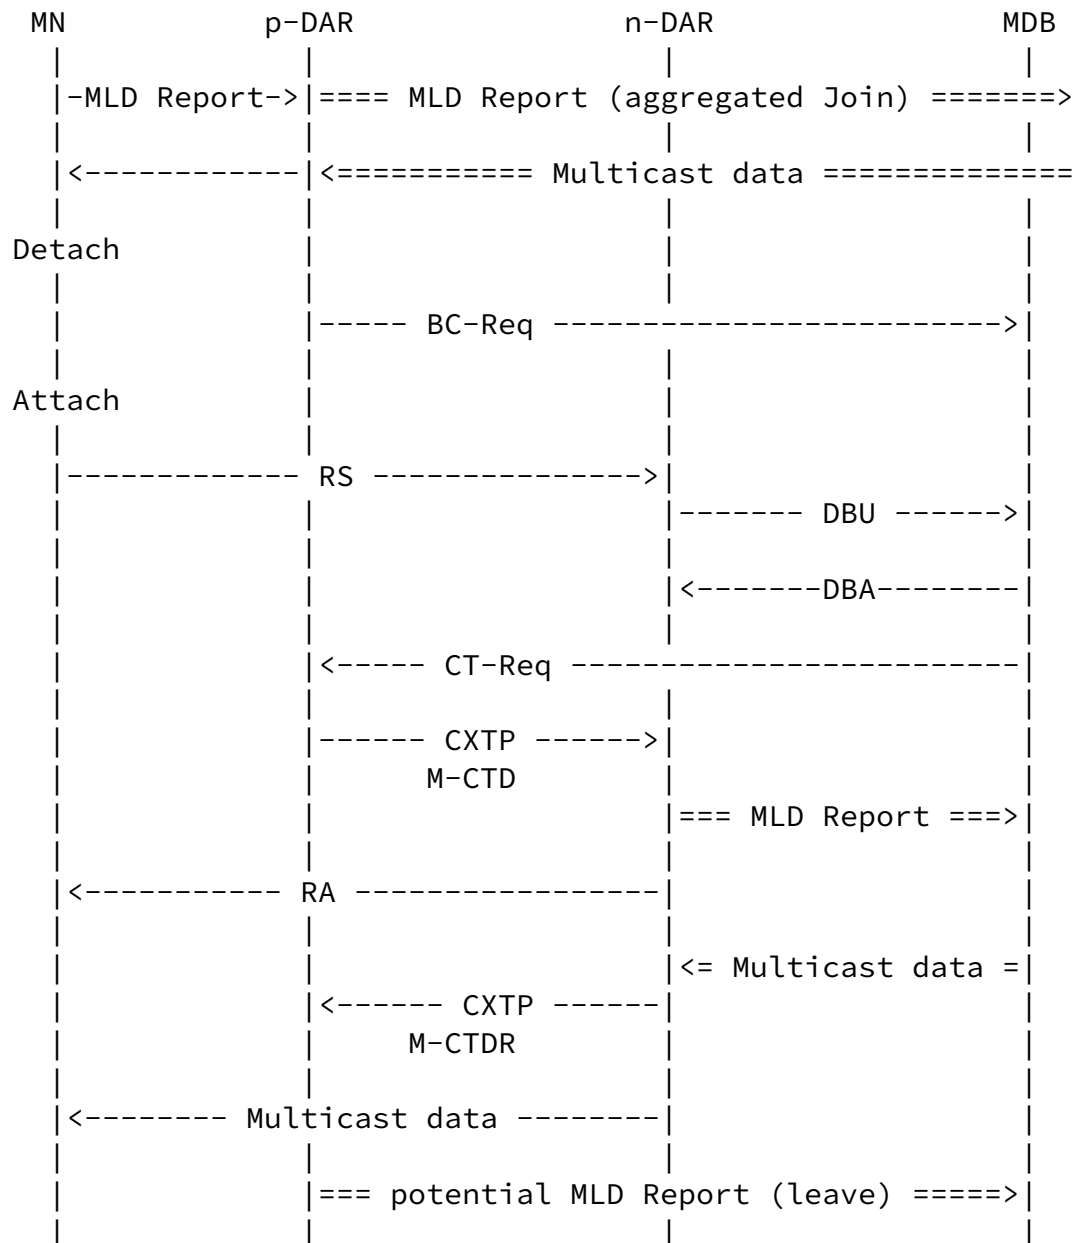 MN p-DAR n-DAR MDB
|-MLD Report->|==== MLD Report (aggregated Join) =======>
|<------------|<=========== Multicast data ==============
Detach
|----- BC-Req ------------------------->|
Attach
|------------- RS --------------->|
|------- DBU ------>|
|<-------DBA--------|
|<----- CT-Req -------------------------|
|------ CXTP ------>|
M-CTD
|=== MLD Report ===>|
|<----------- RA -----------------|
|<= Multicast data =|
|<------ CXTP ------|
M-CTDR
|<-------- Multicast data --------|
|=== potential MLD Report (leave) =====>|